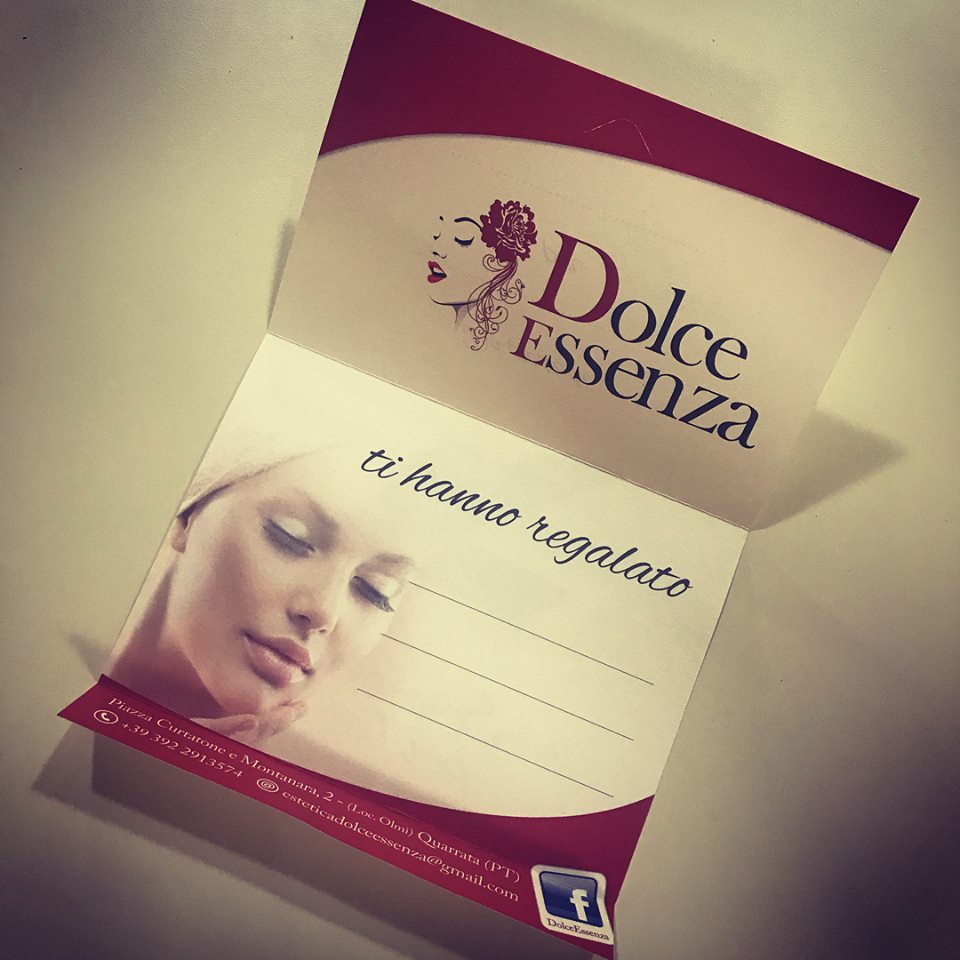 Dolce
Essenza
ti hanno regalato
Piazza Curtatone e Montanara, 2 - (Loc. Olmi) Quarrata (PT)
+39 392 2913574 @ esteticadolceessenza@gmail.com
f
DolceEssenza